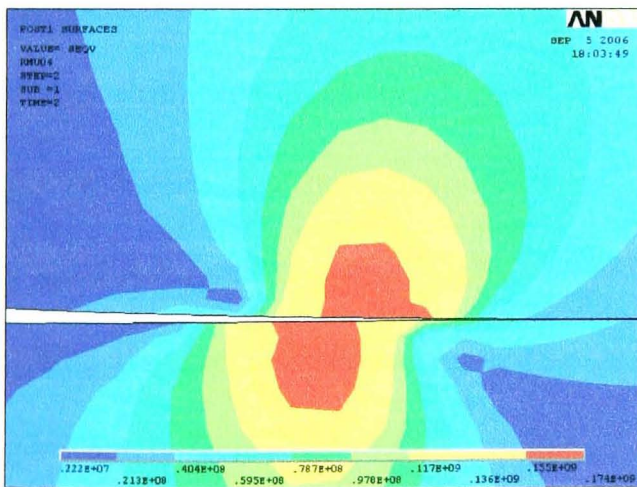 POST1 SURFACES
VALUE= SEQV
RMU04
STEP=2
SUB =1
TIME=2
AN
SEP 5 2006
18:03:49
.222E+07 .404E+08 .787E+08 .117E+09 .155E+09
.213E+08 .595E+08 .978E+08 .136E+09 .174E+09